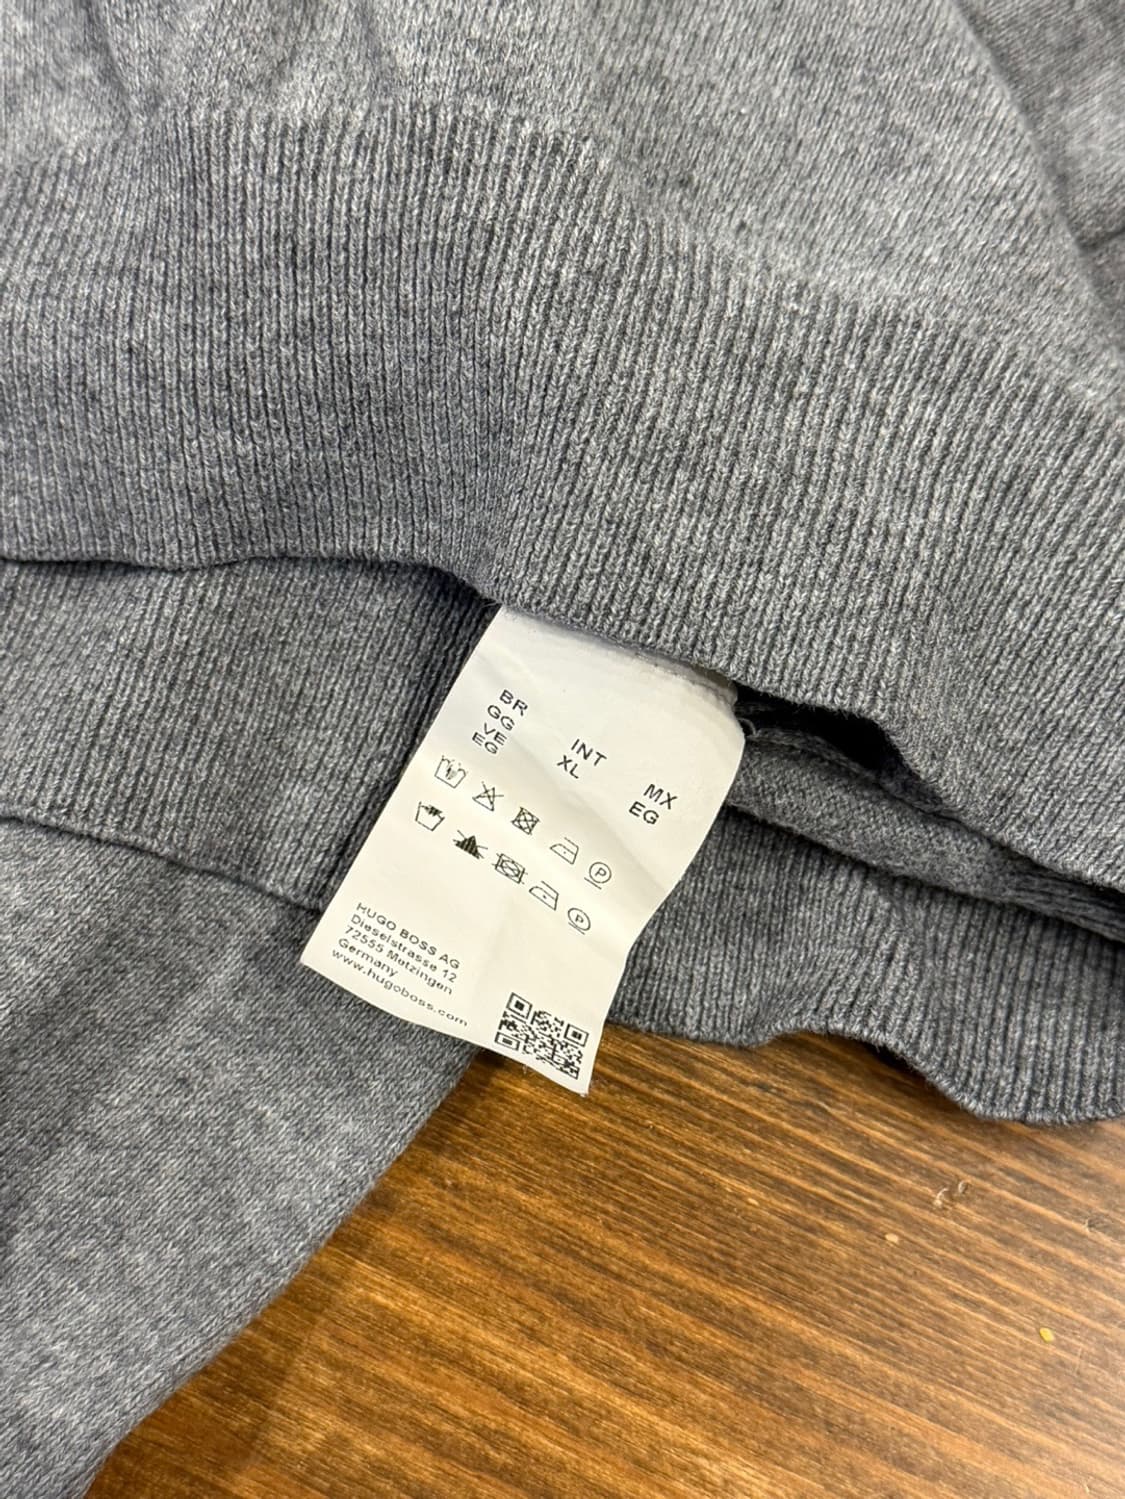 BR
GG
VE
EG
INT
XL
MX
EG
P
P
HUGO BOSS AG
Dieselstrasse 12
72555 Metzingen
Germany
www.hugoboss.com